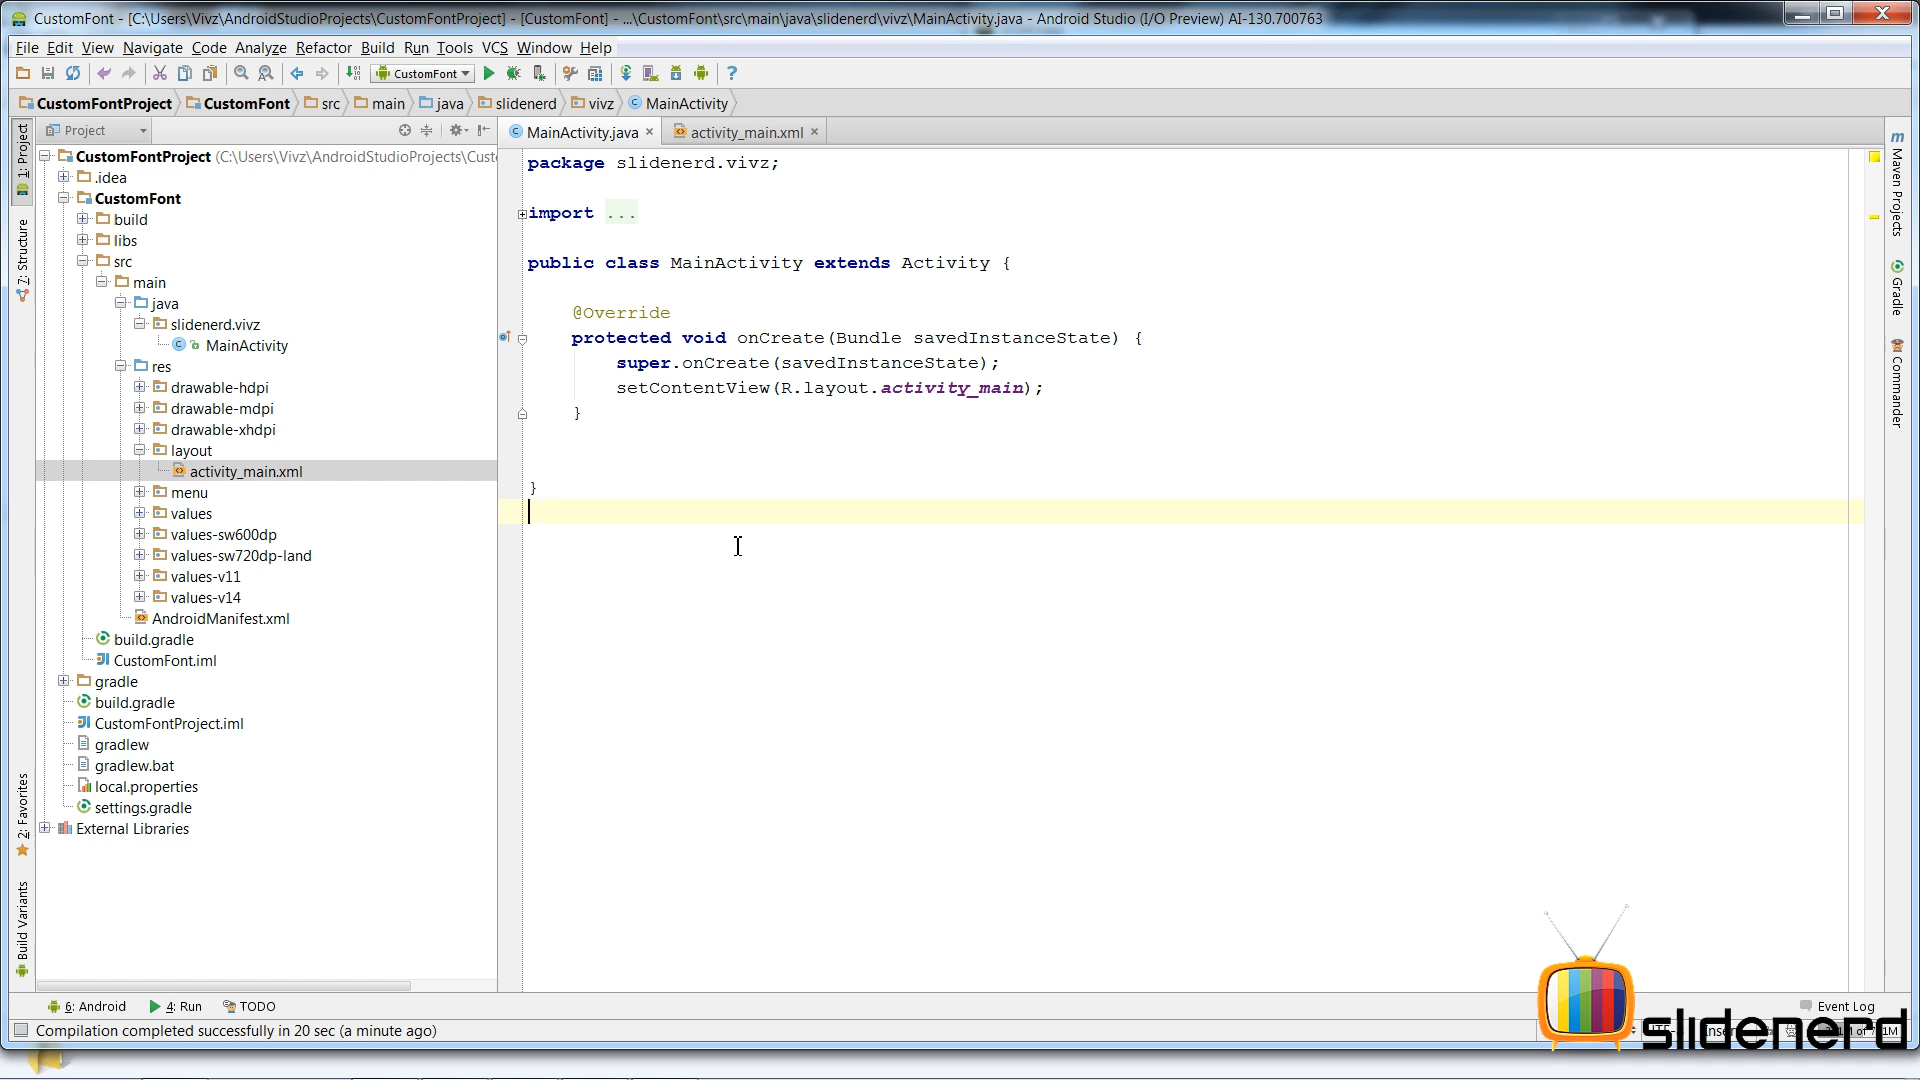 CustomFont - [C:\Users\Vivz\AndroidStudioProjects\CustomFontProject] - [CustomFont] - ...\CustomFont\src\main\java\slidenerd\vivz\MainActivity.java - Android Studio (I/O Preview) AI-130.700763
File Edit View Navigate Code Analyze Refactor Build Run Tools VCS Window Help
CustomFont
CustomFontProject CustomFont src main java slidenerd vivz MainActivity
Project
MainActivity.java activity_main.xml
1: Project
7: Structure
2: Favorites
Build Variants
CustomFontProject (C:\Users\Vivz\AndroidStudioProjects\Cust
.idea
CustomFont
build
libs
src
main
java
slidenerd.vivz
MainActivity
res
drawable-hdpi
drawable-mdpi
drawable-xhdpi
layout
activity_main.xml
menu
values
values-sw600dp
values-sw720dp-land
values-v11
values-v14
AndroidManifest.xml
build.gradle
CustomFont.iml
gradle
build.gradle
CustomFontProject.iml
gradlew
gradlew.bat
local.properties
settings.gradle
External Libraries
package slidenerd.vivz;
import ...
public class MainActivity extends Activity {
@Override
protected void onCreate(Bundle savedInstanceState) {
super.onCreate(savedInstanceState);
setContentView(R.layout.activity_main);
}
}
Maven Projects
Gradle
Commander
6: Android 4: Run TODO
Event Log
Compilation completed successfully in 20 sec (a minute ago)
slidenerd